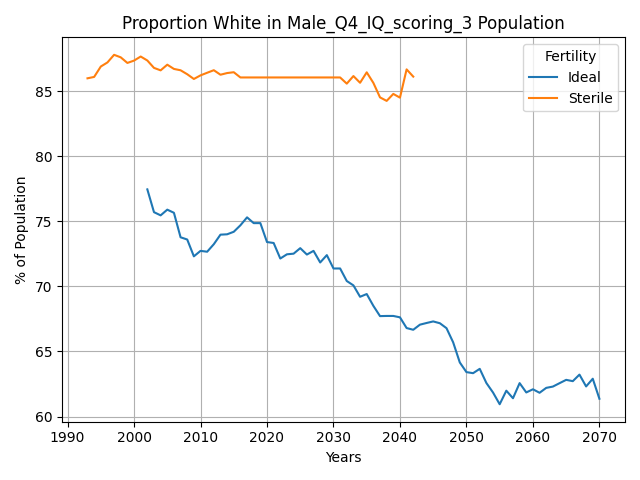 Proportion White in Male_Q4_IQ_scoring_3 Population
Fertility
Ideal
Sterile
% of Population
85
80
75
70
65
60
1990
2000
2010
2020
2030
2040
2050
2060
2070
Years